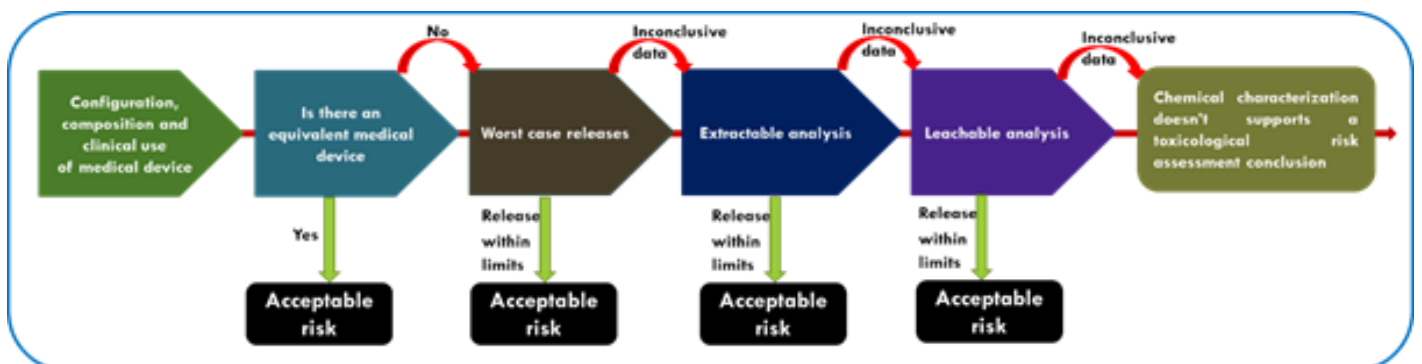 No
Inconclusive
data
Inconclusive
data
Inconclusive
data
Configuration,
composition and
clinical use
of medical device
Is there an
equivalent medical
device
Worst case releases
Extractable analysis
Leachable analysis
Chemical characterization
doesn't supports a
toxicological risk
assessment conclusion
Yes
Release
within
limits
Release
within
limits
Release
within
limits
Acceptable
risk
Acceptable
risk
Acceptable
risk
Acceptable
risk